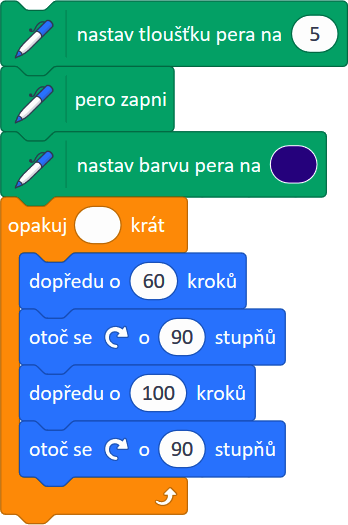 nastav tloušťku pera na 5
pero zapni
nastav barvu pera na
opakuj krát
dopředu o 60 kroků
otoč se o 90 stupňů
dopředu o 100 kroků
otoč se o 90 stupňů